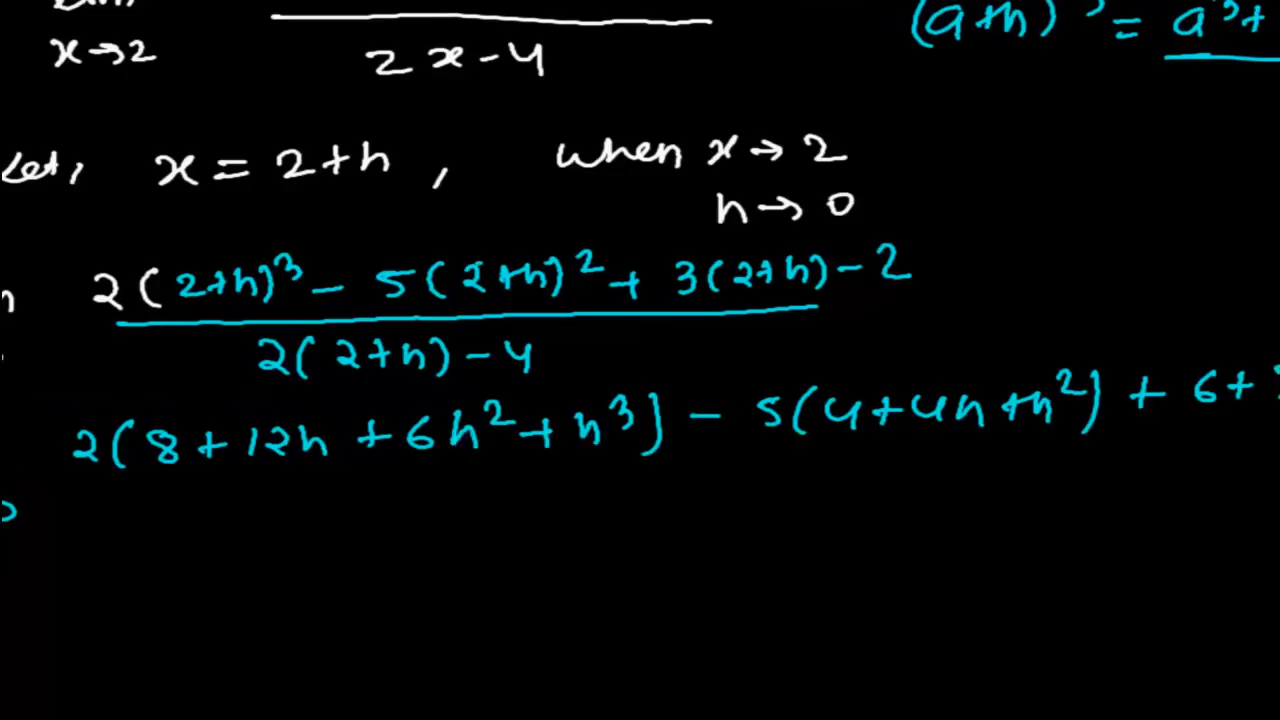 x→2 2x-4 (a+h)³ = a³+
Let, x = 2+h , when x→2
h→0
2(2+h)³ - 5(2+h)² + 3(2+h) - 2
2(2+h) - 4
2(8+12h+6h²+h³) - 5(4+4h+h²) + 6+